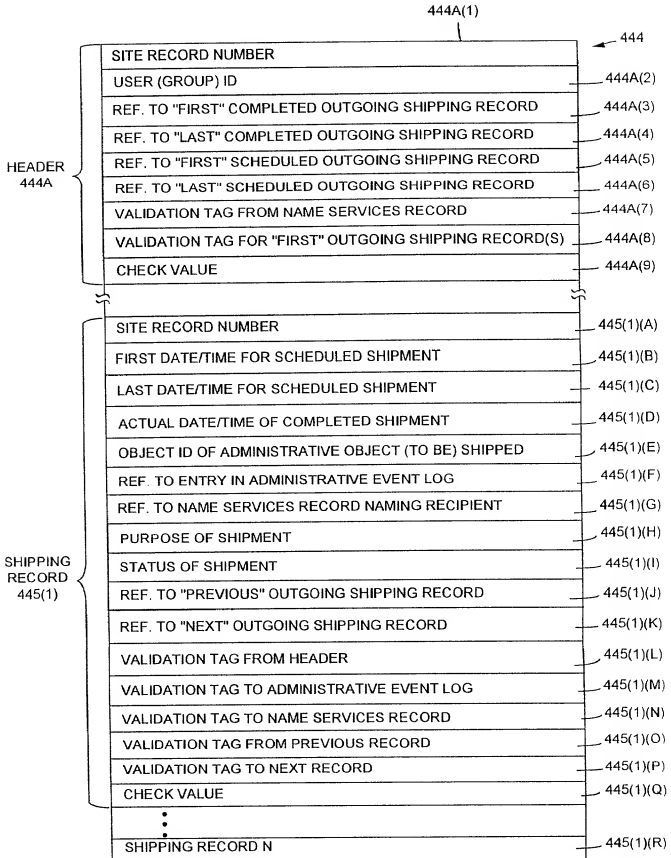 444A(1)
444
SITE RECORD NUMBER
USER (GROUP) ID 444A(2)
REF. TO "FIRST" COMPLETED OUTGOING SHIPPING RECORD 444A(3)
REF. TO "LAST" COMPLETED OUTGOING SHIPPING RECORD 444A(4)
REF. TO "FIRST" SCHEDULED OUTGOING SHIPPING RECORD 444A(5)
REF. TO "LAST" SCHEDULED OUTGOING SHIPPING RECORD 444A(6)
HEADER
444A
VALIDATION TAG FROM NAME SERVICES RECORD 444A(7)
VALIDATION TAG FOR "FIRST" OUTGOING SHIPPING RECORD(S) 444A(8)
CHECK VALUE 444A(9)
SITE RECORD NUMBER 445(1)(A)
FIRST DATE/TIME FOR SCHEDULED SHIPMENT 445(1)(B)
LAST DATE/TIME FOR SCHEDULED SHIPMENT 445(1)(C)
ACTUAL DATE/TIME OF COMPLETED SHIPMENT 445(1)(D)
OBJECT ID OF ADMINISTRATIVE OBJECT (TO BE) SHIPPED 445(1)(E)
REF. TO ENTRY IN ADMINISTRATIVE EVENT LOG 445(1)(F)
REF. TO NAME SERVICES RECORD NAMING RECIPIENT 445(1)(G)
PURPOSE OF SHIPMENT 445(1)(H)
SHIPPING
RECORD
445(1)
STATUS OF SHIPMENT 445(1)(I)
REF. TO "PREVIOUS" OUTGOING SHIPPING RECORD 445(1)(J)
REF. TO "NEXT" OUTGOING SHIPPING RECORD 445(1)(K)
VALIDATION TAG FROM HEADER 445(1)(L)
VALIDATION TAG TO ADMINISTRATIVE EVENT LOG 445(1)(M)
VALIDATION TAG TO NAME SERVICES RECORD 445(1)(N)
VALIDATION TAG FROM PREVIOUS RECORD 445(1)(O)
VALIDATION TAG TO NEXT RECORD 445(1)(P)
CHECK VALUE 445(1)(Q)
SHIPPING RECORD N 445(1)(R)